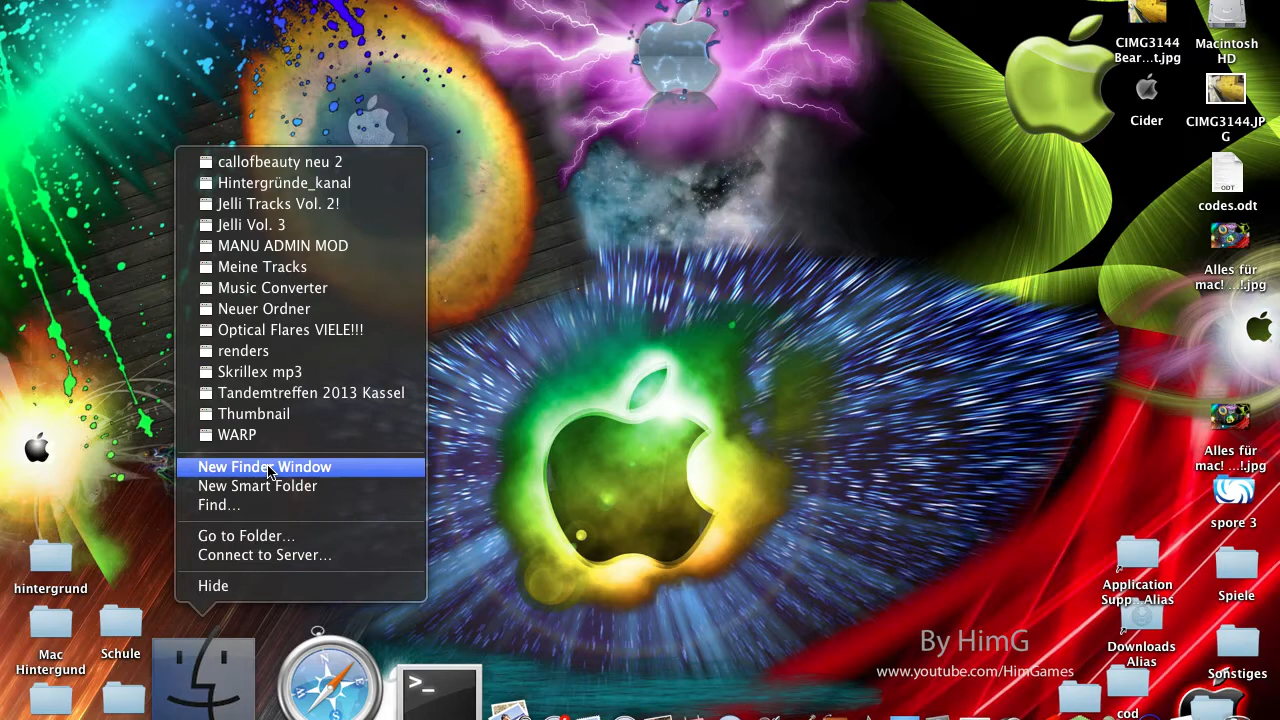 callofbeauty neu 2
Hintergründe_kanal
Jelli Tracks Vol. 2!
Jelli Vol. 3
MANU ADMIN MOD
Meine Tracks
Music Converter
Neuer Ordner
Optical Flares VIELE!!!
renders
Skrillex mp3
Tandemtreffen 2013 Kassel
Thumbnail
WARP
New Finder Window
New Smart Folder
Find...
Go to Folder...
Connect to Server...
Hide
hintergrund
Mac
Hintergund
Schule
>_
By HimG
www.youtube.com/HimGames
CIMG3144
Bear...t.jpg
Macintosh
HD
Cider
CIMG3144.JP
G
ODT
codes.odt
Alles für
mac! ...!.jpg
Alles für
mac! ...!.jpg
spore 3
Application
Supp...Alias
Spiele
Downloads
Alias
Sonstiges
cod